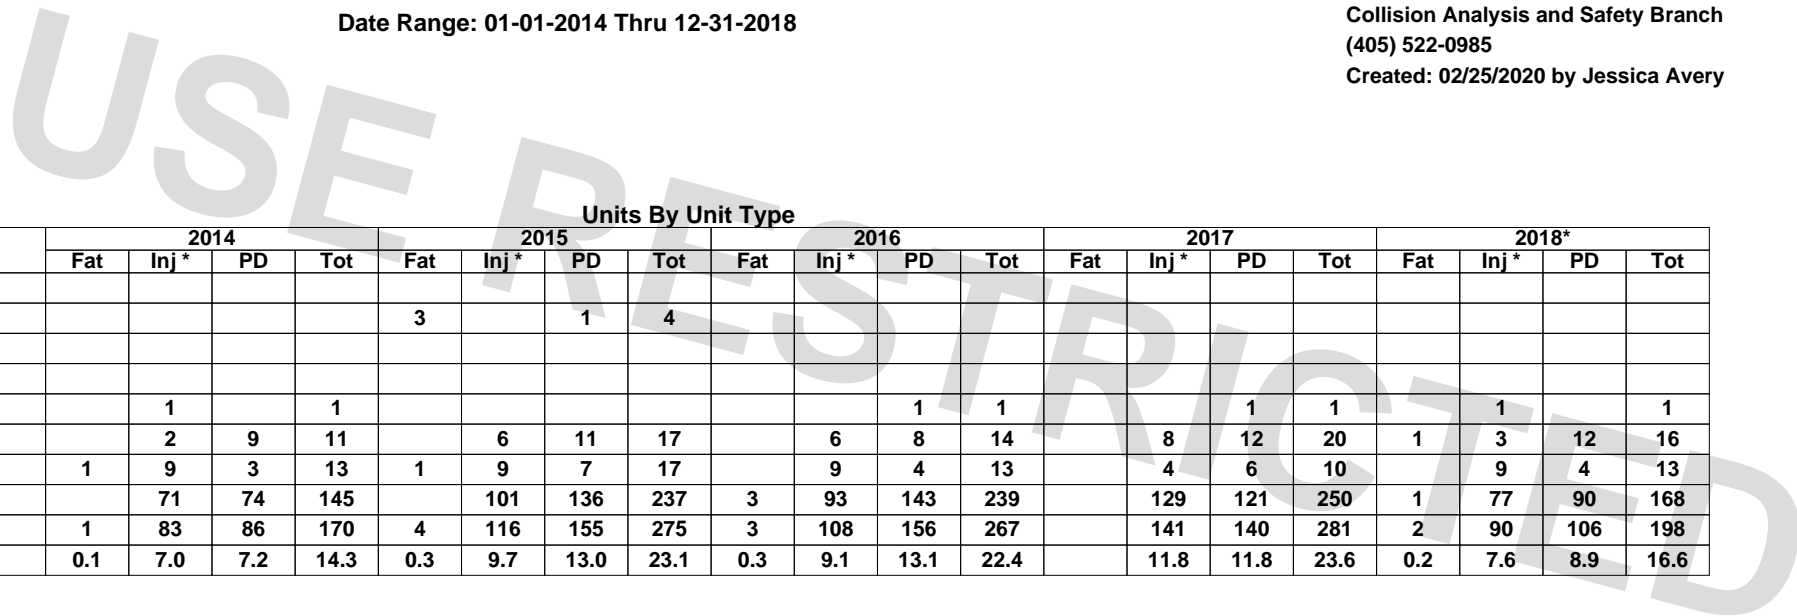 Date Range: 01-01-2014 Thru 12-31-2018
Collision Analysis and Safety Branch
(405) 522-0985
Created: 02/25/2020 by Jessica Avery
USE RESTRICTED
Units By Unit Type
2014 2015 2016 2017 2018*
Fat Inj * PD Tot Fat Inj * PD Tot Fat Inj * PD Tot Fat Inj * PD Tot Fat Inj * PD Tot
3 1 4
1 1 1 1 1 1 1 1
2 9 11 6 11 17 6 8 14 8 12 20 1 3 12 16
1 9 3 13 1 9 7 17 9 4 13 4 6 10 9 4 13
71 74 145 101 136 237 3 93 143 239 129 121 250 1 77 90 168
1 83 86 170 4 116 155 275 3 108 156 267 141 140 281 2 90 106 198
0.1 7.0 7.2 14.3 0.3 9.7 13.0 23.1 0.3 9.1 13.1 22.4 11.8 11.8 23.6 0.2 7.6 8.9 16.6